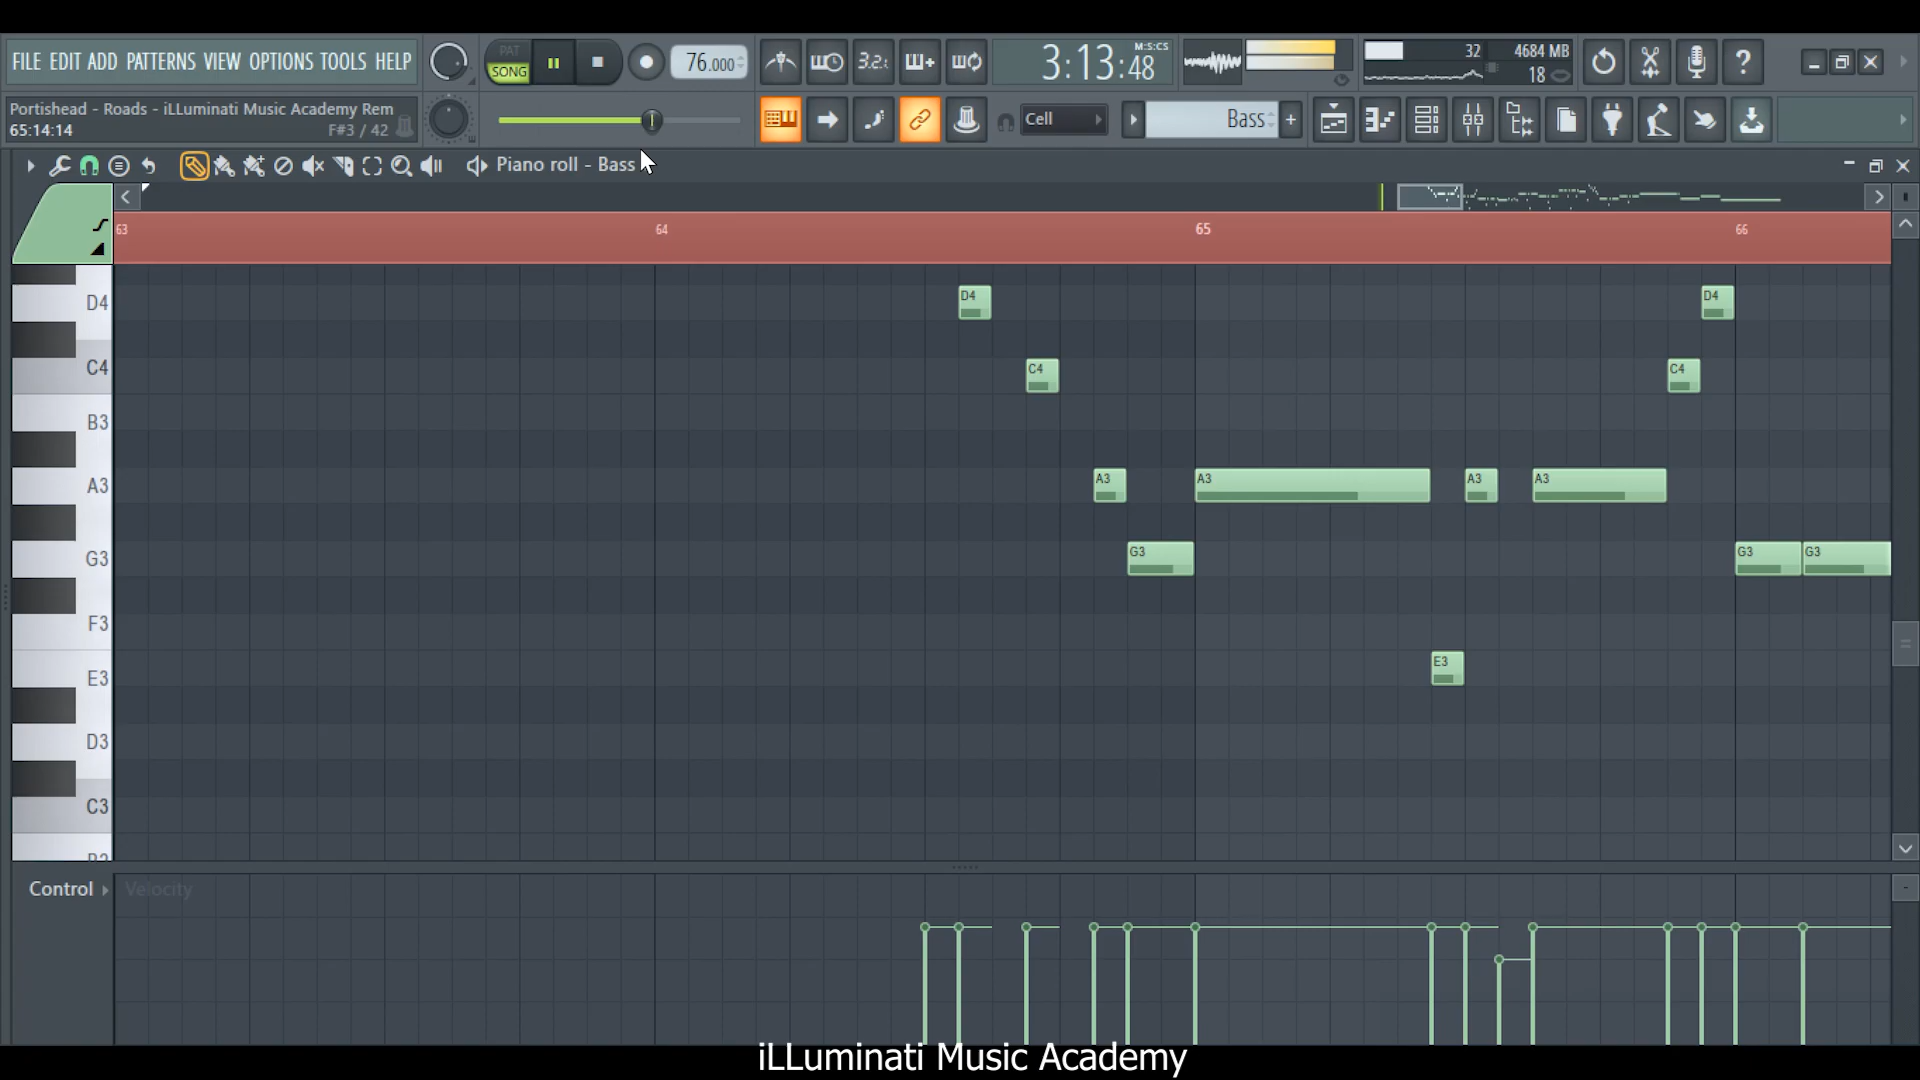 FILE EDIT ADD PATTERNS VIEW OPTIONS TOOLS HELP
PAT
SONG
76.000
3.2.
3:13:48
M:S:CS
32
4684 MB
18
?
Portishead - Roads - iLLuminati Music Academy Rem
65:14:14
F#3 / 42
Cell
Bass
+
Piano roll - Bass
63
64
65
66
D4
C4
B3
A3
G3
F3
E3
D3
C3
D4
D4
C4
C4
A3
A3
A3
A3
G3
G3
G3
E3
Control
Velocity
iLLuminati Music Academy